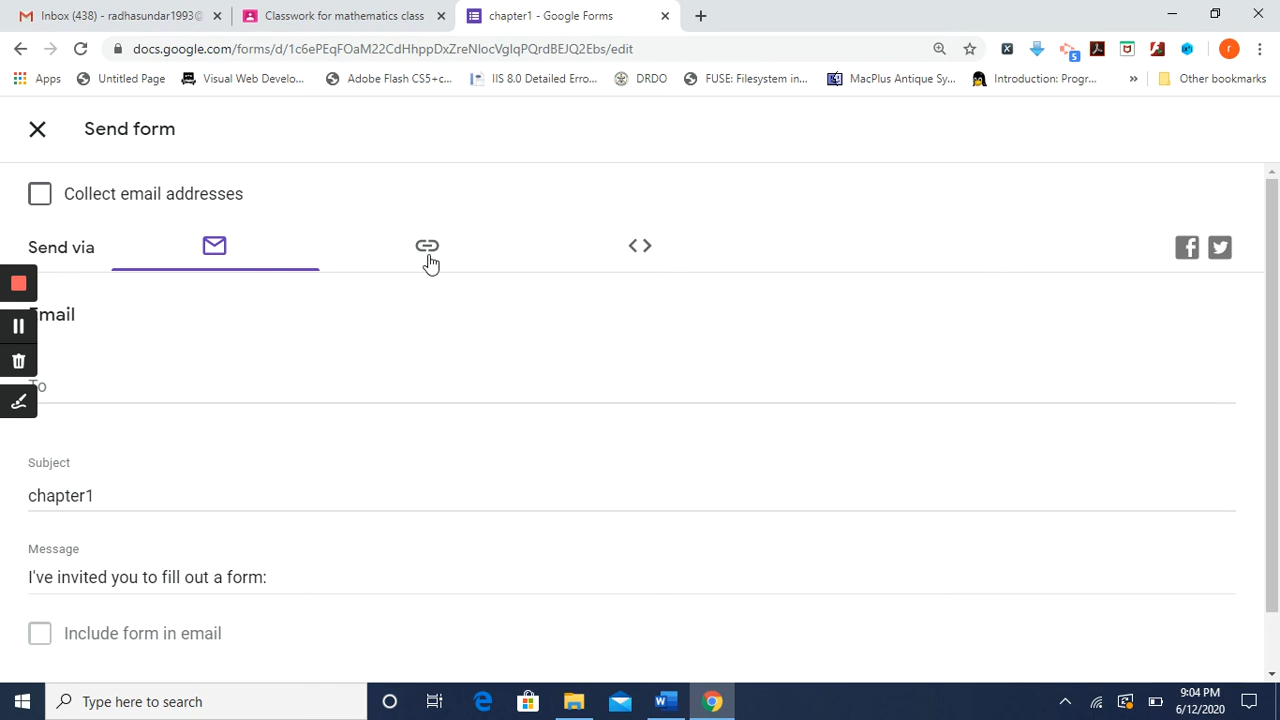 Inbox (438) - radhasundar1993@
Classwork for mathematics class
chapter1 - Google Forms
docs.google.com/forms/d/1c6ePEqFOaM22CdHhppDxZreNlocVglqPQrdBEJQ2Ebs/edit
5
r
Apps
Untitled Page
Visual Web Develo...
Adobe Flash CS5+c...
IIS 8.0 Detailed Erro...
DRDO
FUSE: Filesystem in...
MacPlus Antique Sy...
Introduction: Progr...
»
Other bookmarks
Send form
Collect email addresses
Send via
Email
To
Subject
chapter1
Message
I've invited you to fill out a form:
Include form in email
Type here to search
9:04 PM
6/12/2020